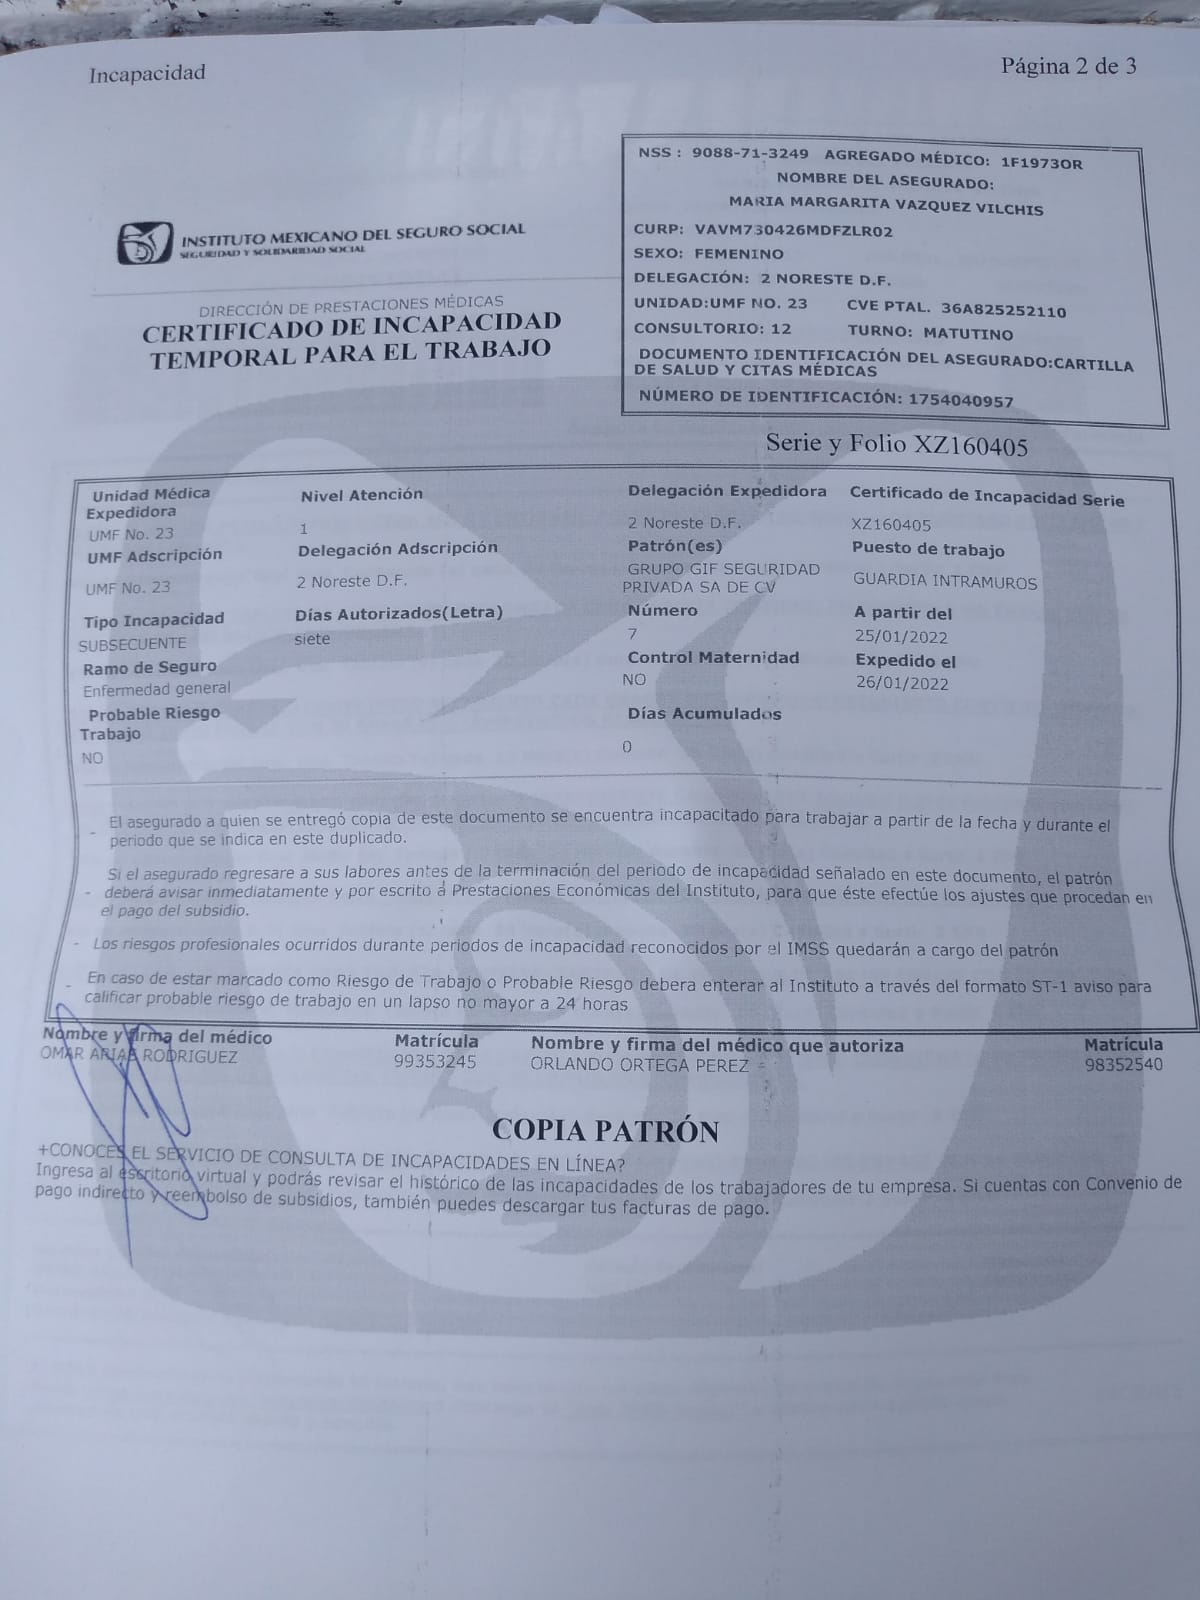 Incapacidad
Página 2 de 3
NSS : 9088-71-3249 AGREGADO MÉDICO: 1F1973OR
NOMBRE DEL ASEGURADO:
MARIA MARGARITA VAZQUEZ VILCHIS
CURP: VAVM730426MDFZLR02
SEXO: FEMENINO
DELEGACIÓN: 2 NORESTE D.F.
UNIDAD:UMF NO. 23 CVE PTAL. 36A825252110
CONSULTORIO: 12 TURNO: MATUTINO
DOCUMENTO IDENTIFICACIÓN DEL ASEGURADO:CARTILLA
DE SALUD Y CITAS MÉDICAS
NÚMERO DE IDENTIFICACIÓN: 1754040957
INSTITUTO MEXICANO DEL SEGURO SOCIAL
SEGURIDAD Y SOLIDARIDAD SOCIAL
DIRECCIÓN DE PRESTACIONES MÉDICAS
CERTIFICADO DE INCAPACIDAD
TEMPORAL PARA EL TRABAJO
Serie y Folio XZ160405
Unidad Médica
Expedidora
Nivel Atención
Delegación Expedidora
Certificado de Incapacidad Serie
UMF No. 23
1
2 Noreste D.F.
XZ160405
UMF Adscripción
Delegación Adscripción
Patrón(es)
Puesto de trabajo
UMF No. 23
2 Noreste D.F.
GRUPO GIF SEGURIDAD
PRIVADA SA DE CV
GUARDIA INTRAMUROS
Tipo Incapacidad
Días Autorizados(Letra)
Número
A partir del
SUBSECUENTE
siete
7
25/01/2022
Ramo de Seguro
Control Maternidad
Expedido el
Enfermedad general
NO
26/01/2022
Probable Riesgo
Trabajo
Días Acumulados
NO
0
- El asegurado a quien se entregó copia de este documento se encuentra incapacitado para trabajar a partir de la fecha y durante el
periodo que se indica en este duplicado.
Si el asegurado regresare a sus labores antes de la terminación del periodo de incapacidad señalado en este documento, el patrón
- deberá avisar inmediatamente y por escrito a Prestaciones Económicas del Instituto, para que éste efectúe los ajustes que procedan en
el pago del subsidio.
- Los riesgos profesionales ocurridos durante periodos de incapacidad reconocidos por el IMSS quedarán a cargo del patrón
- En caso de estar marcado como Riesgo de Trabajo o Probable Riesgo debera enterar al Instituto a través del formato ST-1 aviso para
calificar probable riesgo de trabajo en un lapso no mayor a 24 horas
Nombre y firma del médico
Matrícula
Nombre y firma del médico que autoriza
Matrícula
OMAR ARIAS RODRIGUEZ
99353245
ORLANDO ORTEGA PEREZ
98352540
COPIA PATRÓN
+CONOCES EL SERVICIO DE CONSULTA DE INCAPACIDADES EN LÍNEA?
Ingresa al escritorio virtual y podrás revisar el histórico de las incapacidades de los trabajadores de tu empresa. Si cuentas con Convenio de
pago indirecto y reembolso de subsidios, también puedes descargar tus facturas de pago.